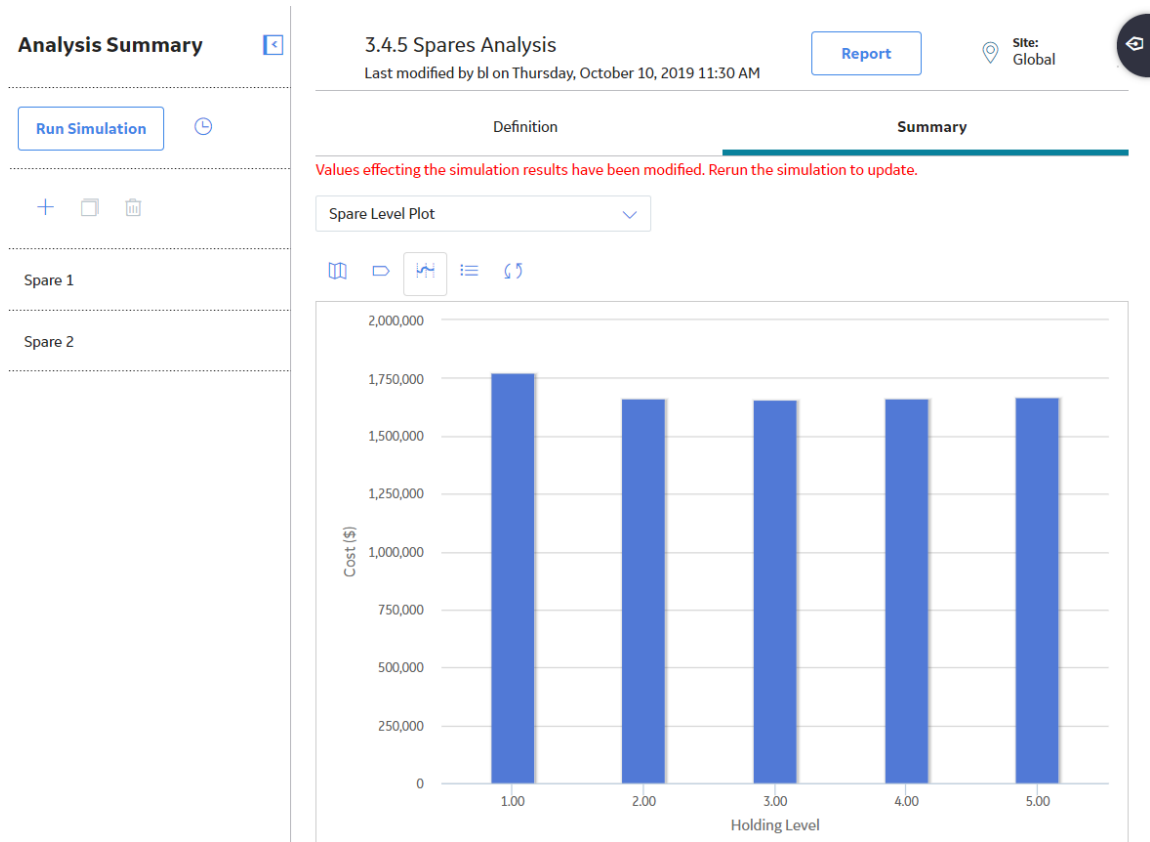 Analysis Summary
3.4.5 Spares Analysis
Last modified by bl on Thursday, October 10, 2019 11:30 AM
Report
Site:
Global
Run Simulation
Definition
Summary
Values effecting the simulation results have been modified. Rerun the simulation to update.
Spare Level Plot
Spare 1
Spare 2
2,000,000
1,750,000
1,500,000
1,250,000
1,000,000
750,000
500,000
250,000
0
Cost ($)
1.00 2.00 3.00 4.00 5.00
Holding Level